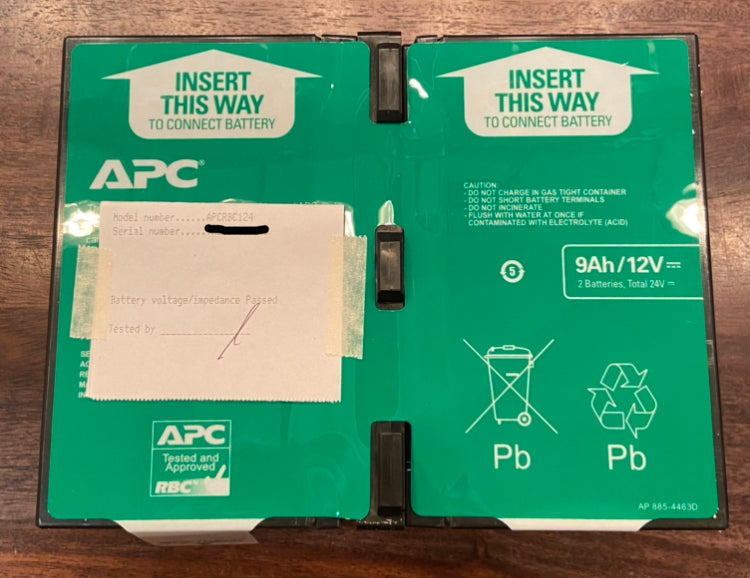 INSERT
THIS WAY
TO CONNECT BATTERY
APC®
Model number......APCRBC124
Serial number......
Battery voltage/impedance Passed
Tested by
APC
Tested and
Approved
RBC™
INSERT
THIS WAY
TO CONNECT BATTERY
CAUTION:
- DO NOT CHARGE IN GAS TIGHT CONTAINER
- DO NOT SHORT BATTERY TERMINALS
- DO NOT INCINERATE
- FLUSH WITH WATER AT ONCE IF
CONTAMINATED WITH ELECTROLYTE (ACID)
5
9Ah/12V
2 Batteries, Total 24V
Pb
Pb
AP 885-4463D